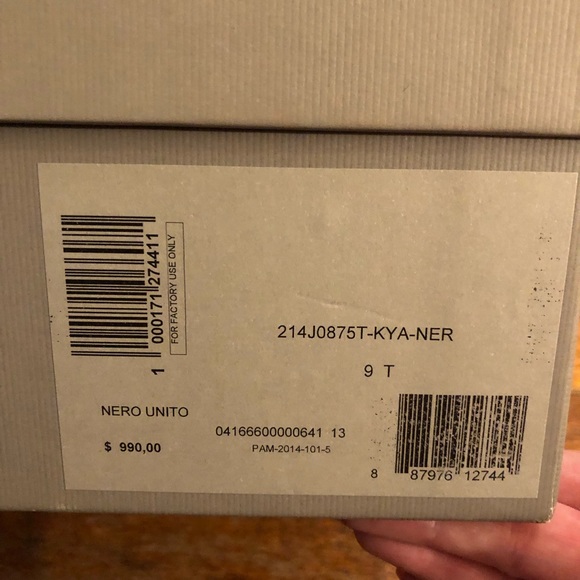 1 000171 274411
FOR FACTORY USE ONLY
214J0875T-KYA-NER
9 T
NERO UNITO
04166600000641 13
$ 990,00
PAM-2014-101-5
8 87976 12744